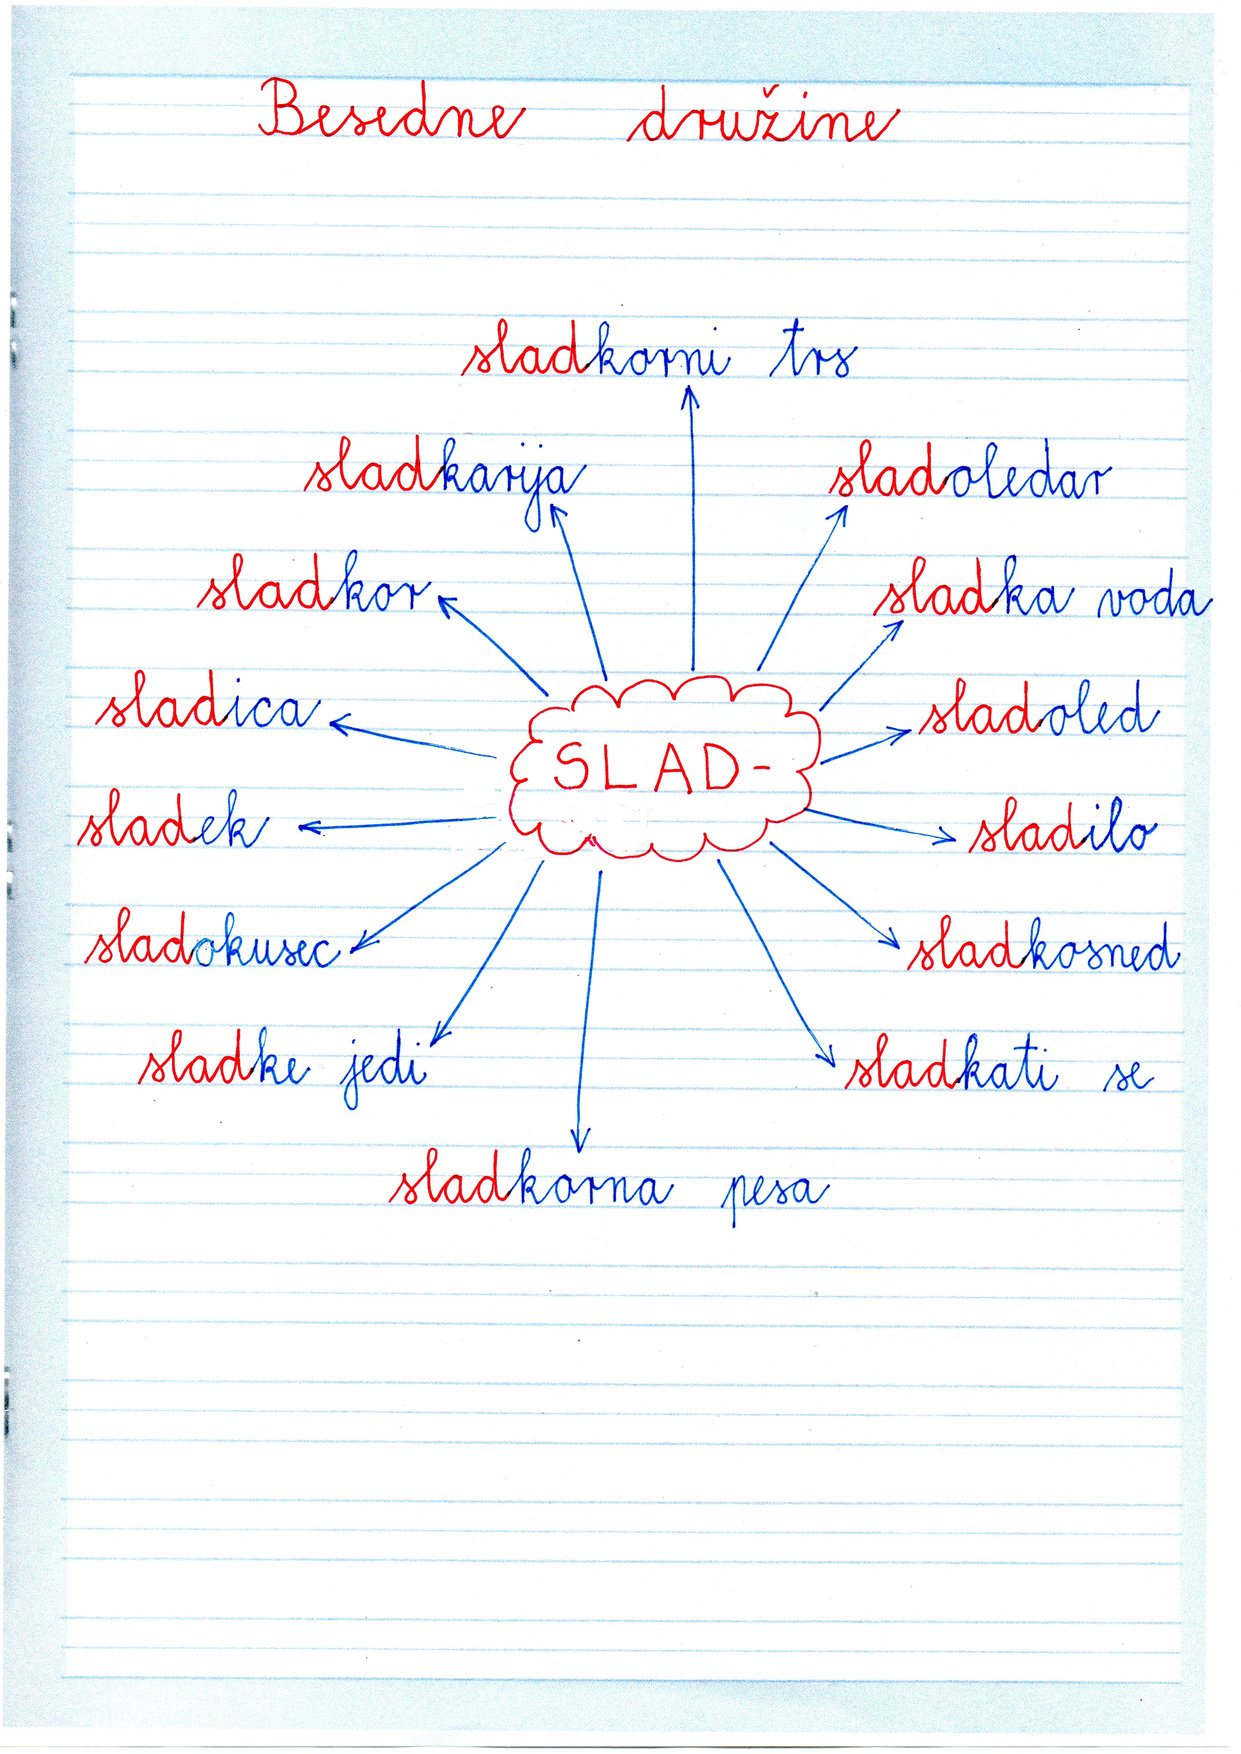 Besedne družine
sladkorni trs
sladkarija
sladoledar
sladkor
sladka voda
sladica
sladoled
SLAD-
sladek
sladilo
sladokusec
sladkosned
sladke jedi
sladkati se
sladkorna pesa